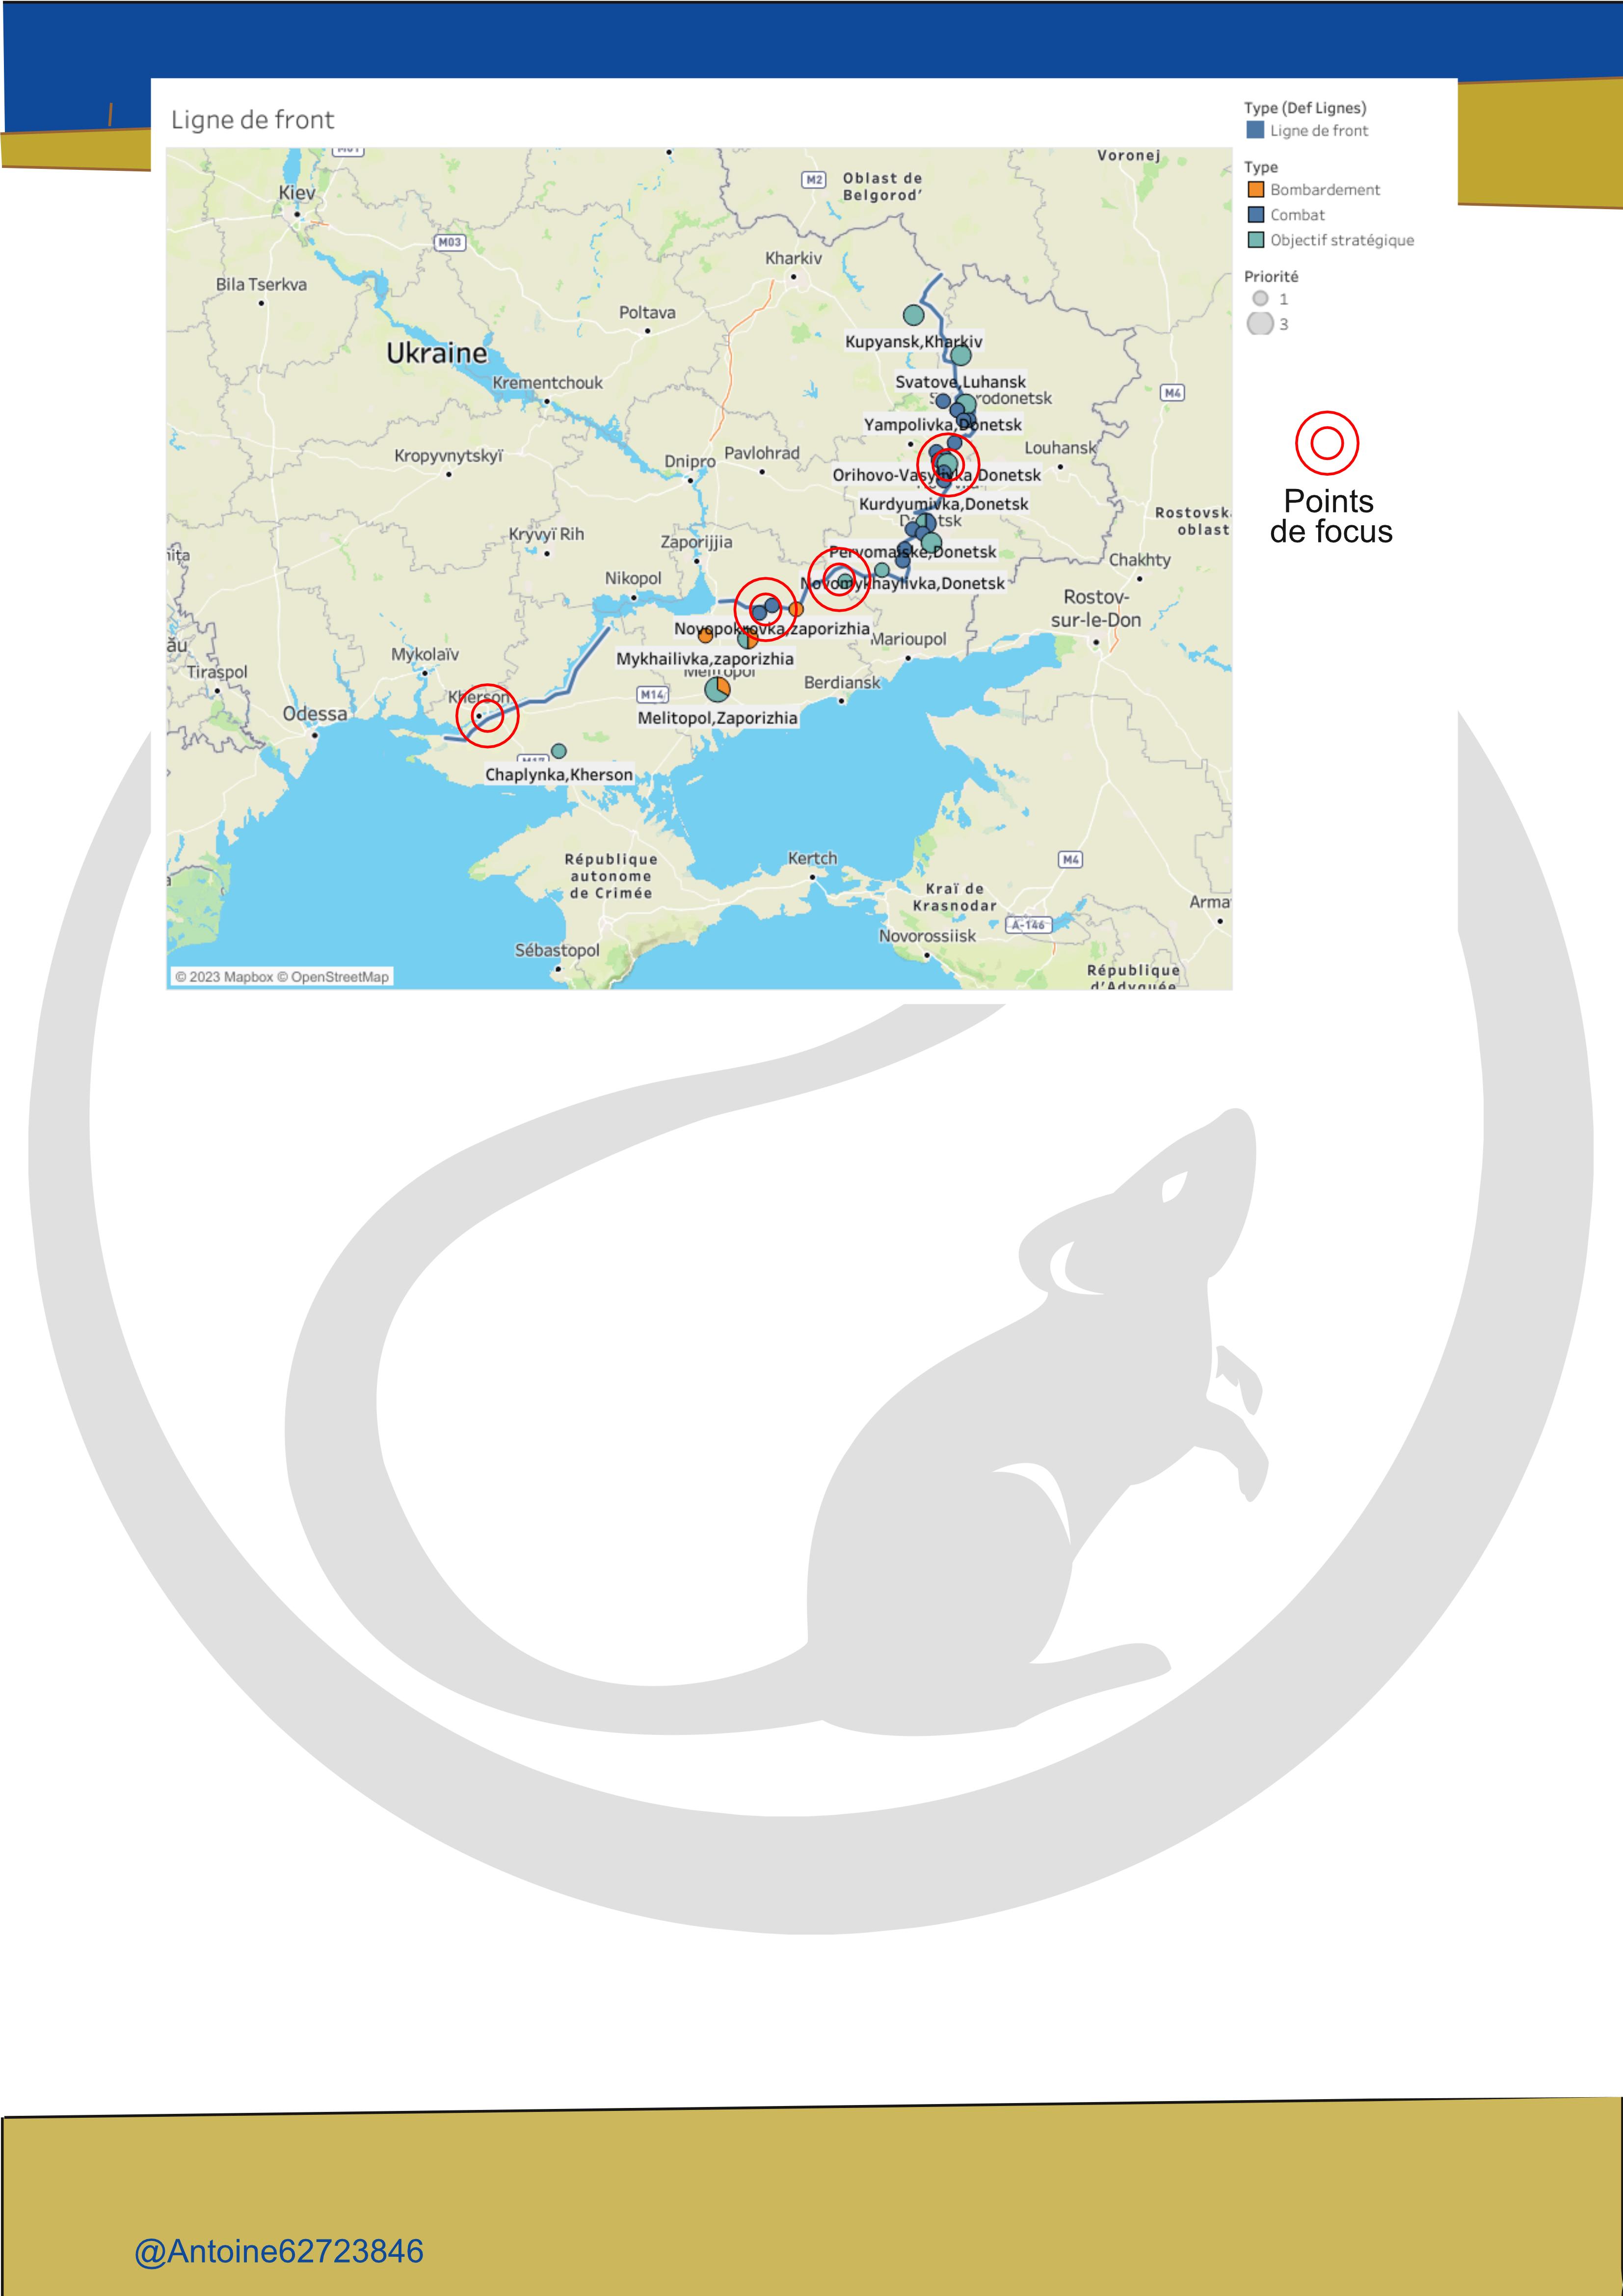 Ligne de front
Type (Def Lignes)
Ligne de front
Type
Bombardement
Combat
Objectif stratégique
Priorité
1
3
Points
de focus
Voronej
M2
Oblast de
Belgorod’
Kiev
M03
Kharkiv
Bila Tserkva
Poltava
Kupyansk,Kharkiv
Ukraine
Krementchouk
Svatove,Luhansk
M4
Yampolivka,Donetsk
Kropyvnytskyï
Dnipro
Pavlohrad
Louhansk
Orihovo-Vasylivka,Donetsk
Kurdyumivka,Donetsk
Rostovsk
oblast
Kryvyï Rih
Zaporijjia
Pervomaiske,Donetsk
Chakhty
Nikopol
Novomykhaylivka,Donetsk
Rostov-
sur-le-Don
Novopokrovka,zaporizhia
Marioupol
Mykolaïv
Mykhailivka,zaporizhia
Tiraspol
Melitopol
Berdiansk
Kherson
M14
Odessa
Melitopol,Zaporizhia
M17
Chaplynka,Kherson
République
autonome
de Crimée
Kertch
M4
Kraï de
Krasnodar
Arma
A-146
Novorossiisk
Sébastopol
République
d’Adyguée
© 2023 Mapbox © OpenStreetMap
@Antoine62723846